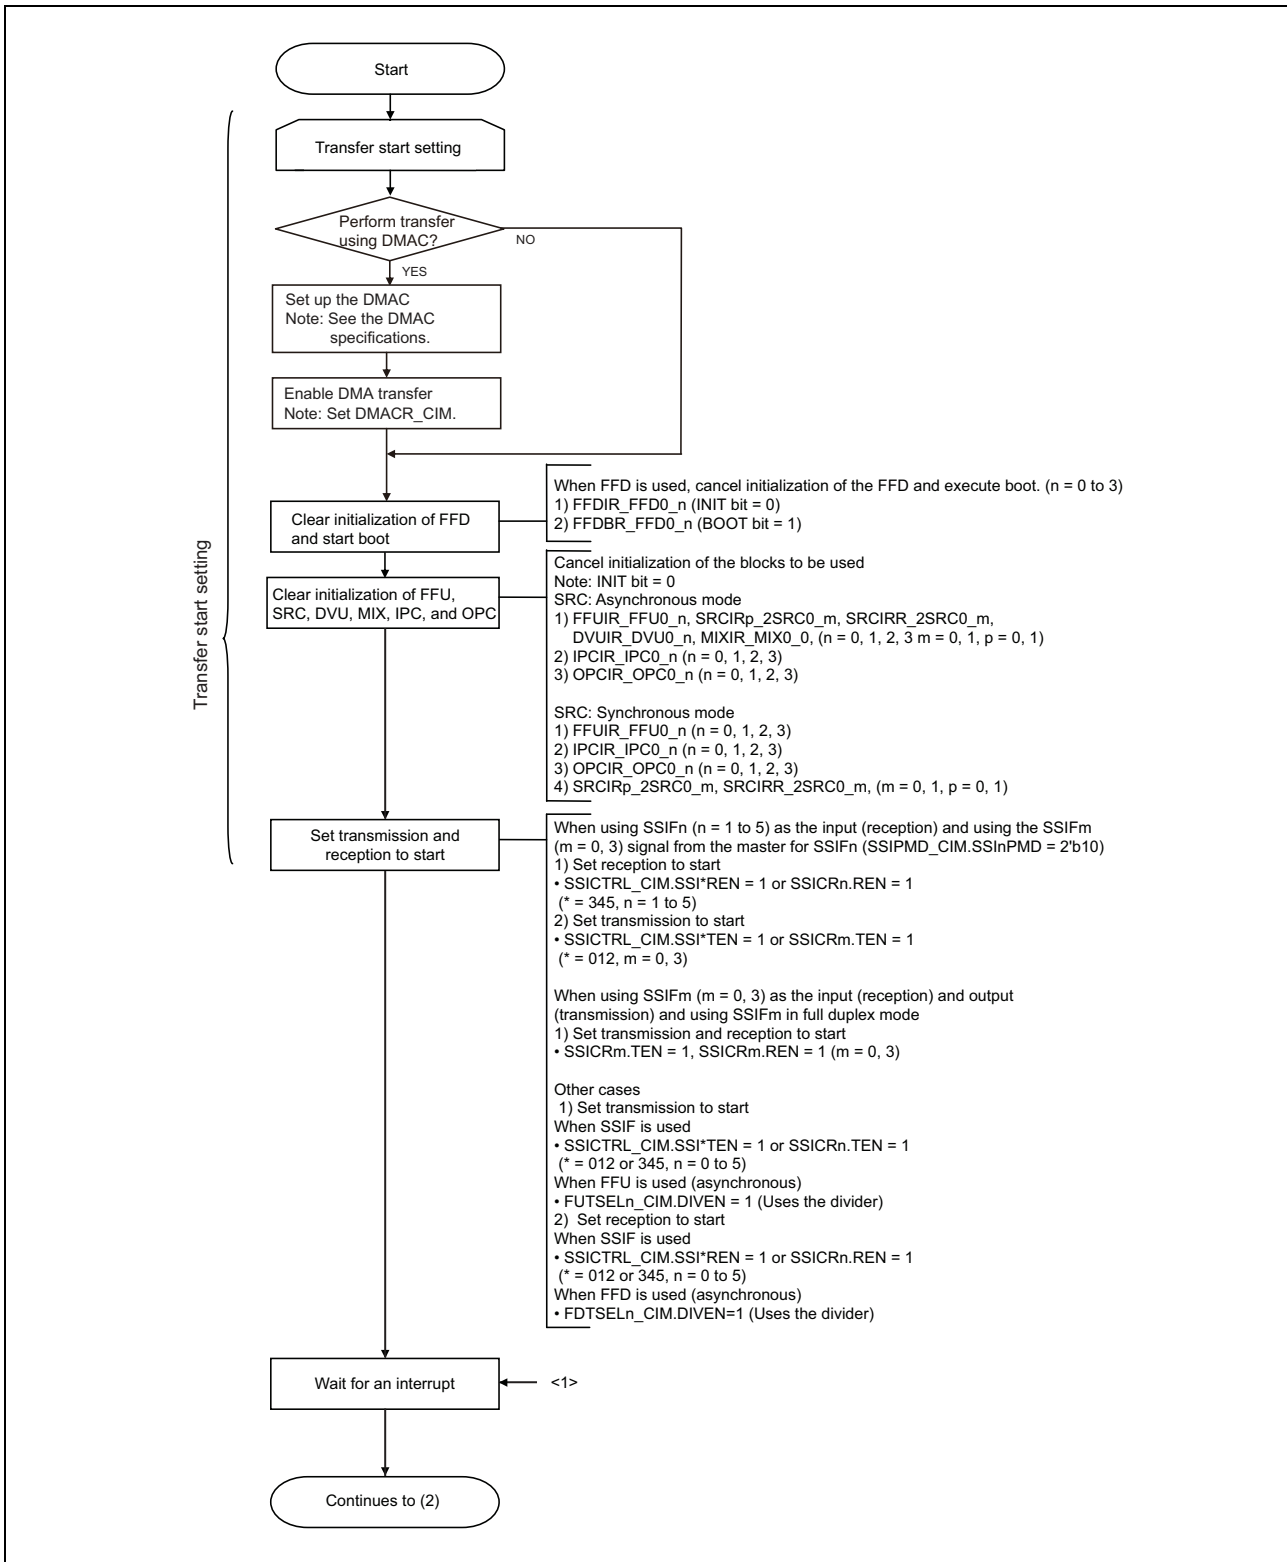 Start
Transfer start setting
Perform transfer
using DMAC?
NO
YES
Set up the DMAC
Note: See the DMAC
specifications.
Enable DMA transfer
Note: Set DMACR_CIM.
Transfer start setting
Clear initialization of FFD
and start boot
When FFD is used, cancel initialization of the FFD and execute boot. (n = 0 to 3)
1) FFDIR_FFD0_n (INIT bit = 0)
2) FFDBR_FFD0_n (BOOT bit = 1)
Clear initialization of FFU,
SRC, DVU, MIX, IPC, and OPC
Cancel initialization of the blocks to be used
Note: INIT bit = 0
SRC: Asynchronous mode
1) FFUIR_FFU0_n, SRCIRp_2SRC0_m, SRCIRR_2SRC0_m,
DVUIR_DVU0_n, MIXIR_MIX0_0, (n = 0, 1, 2, 3 m = 0, 1, p = 0, 1)
2) IPCIR_IPC0_n (n = 0, 1, 2, 3)
3) OPCIR_OPC0_n (n = 0, 1, 2, 3)
SRC: Synchronous mode
1) FFUIR_FFU0_n (n = 0, 1, 2, 3)
2) IPCIR_IPC0_n (n = 0, 1, 2, 3)
3) OPCIR_OPC0_n (n = 0, 1, 2, 3)
4) SRCIRp_2SRC0_m, SRCIRR_2SRC0_m, (m = 0, 1, p = 0, 1)
Set transmission and
reception to start
When using SSIFn (n = 1 to 5) as the input (reception) and using the SSIFm
(m = 0, 3) signal from the master for SSIFn (SSIPMD_CIM.SSInPMD = 2'b10)
1) Set reception to start
• SSICTRL_CIM.SSI*REN = 1 or SSICRn.REN = 1
(* = 345, n = 1 to 5)
2) Set transmission to start
• SSICTRL_CIM.SSI*TEN = 1 or SSICRm.TEN = 1
(* = 012, m = 0, 3)
When using SSIFm (m = 0, 3) as the input (reception) and output
(transmission) and using SSIFm in full duplex mode
1) Set transmission and reception to start
• SSICRm.TEN = 1, SSICRm.REN = 1 (m = 0, 3)
Other cases
1) Set transmission to start
When SSIF is used
• SSICTRL_CIM.SSI*TEN = 1 or SSICRn.TEN = 1
(* = 012 or 345, n = 0 to 5)
When FFU is used (asynchronous)
• FUTSELn_CIM.DIVEN = 1 (Uses the divider)
2) Set reception to start
When SSIF is used
• SSICTRL_CIM.SSI*REN = 1 or SSICRn.REN = 1
(* = 012 or 345, n = 0 to 5)
When FFD is used (asynchronous)
• FDTSELn_CIM.DIVEN=1 (Uses the divider)
Wait for an interrupt
<1>
Continues to (2)